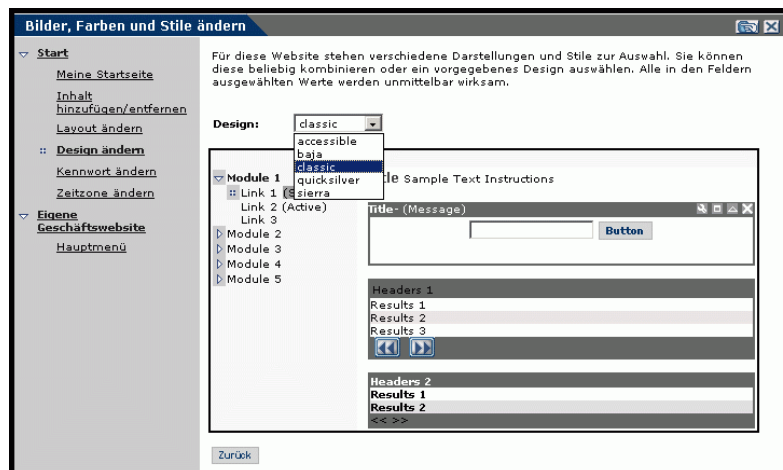 Bilder, Farben und Stile ändern
Start
Meine Startseite
Inhalt
hinzufügen/entfernen
Layout ändern
Design ändern
Kennwort ändern
Zeitzone ändern
Eigene
Geschäftswebsite
Hauptmenü
Für diese Website stehen verschiedene Darstellungen und Stile zur Auswahl. Sie können
diese beliebig kombinieren oder ein vorgegebenes Design auswählen. Alle in den Feldern
ausgewählten Werte werden unmittelbar wirksam.
Design: classic
accessible
baja
classic
quicksilver
sierra
Module 1
Link 1
Link 2 (Active)
Link 3
Module 2
Module 3
Module 4
Module 5
Sample Text Instructions
Title- (Message)
Button
Headers 1
Results 1
Results 2
Results 3
Headers 2
Results 1
Results 2
<< >>
Zurück